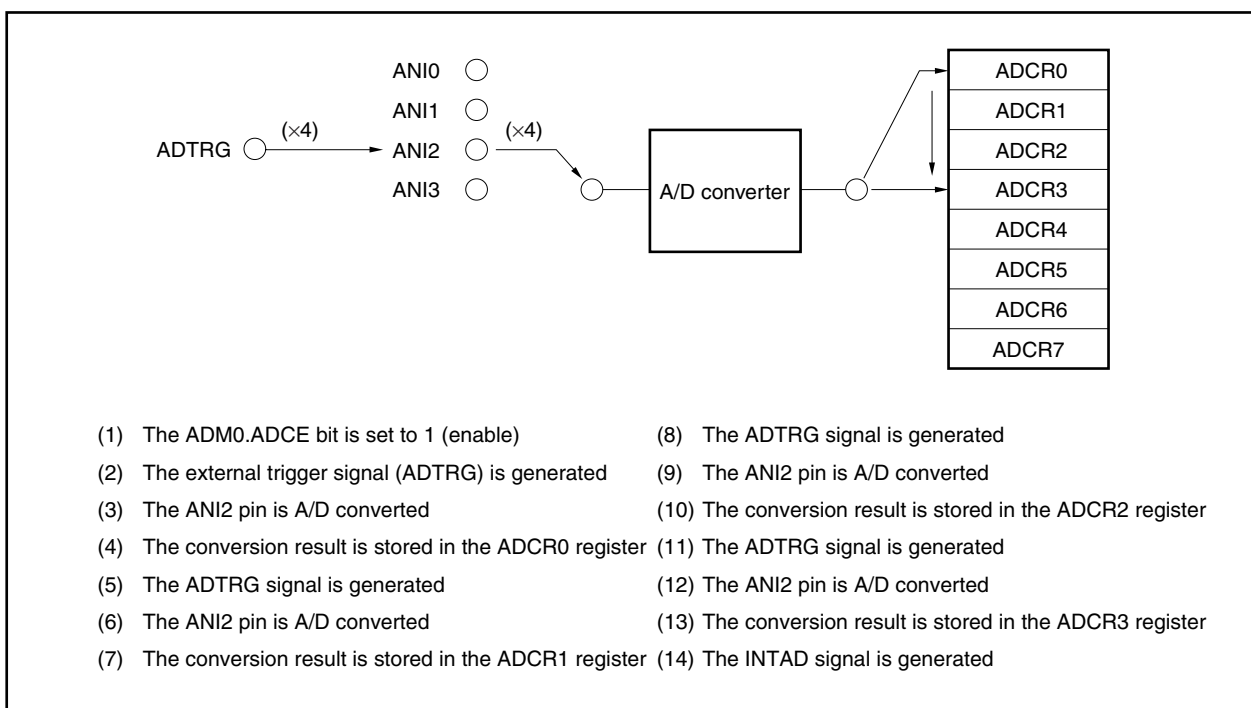 ANI0
ANI1
ADTRG
(×4)
ANI2
(×4)
ANI3
A/D converter
ADCR0
ADCR1
ADCR2
ADCR3
ADCR4
ADCR5
ADCR6
ADCR7
(1) The ADM0.ADCE bit is set to 1 (enable)
(2) The external trigger signal (ADTRG) is generated
(3) The ANI2 pin is A/D converted
(4) The conversion result is stored in the ADCR0 register
(5) The ADTRG signal is generated
(6) The ANI2 pin is A/D converted
(7) The conversion result is stored in the ADCR1 register
(8) The ADTRG signal is generated
(9) The ANI2 pin is A/D converted
(10) The conversion result is stored in the ADCR2 register
(11) The ADTRG signal is generated
(12) The ANI2 pin is A/D converted
(13) The conversion result is stored in the ADCR3 register
(14) The INTAD signal is generated